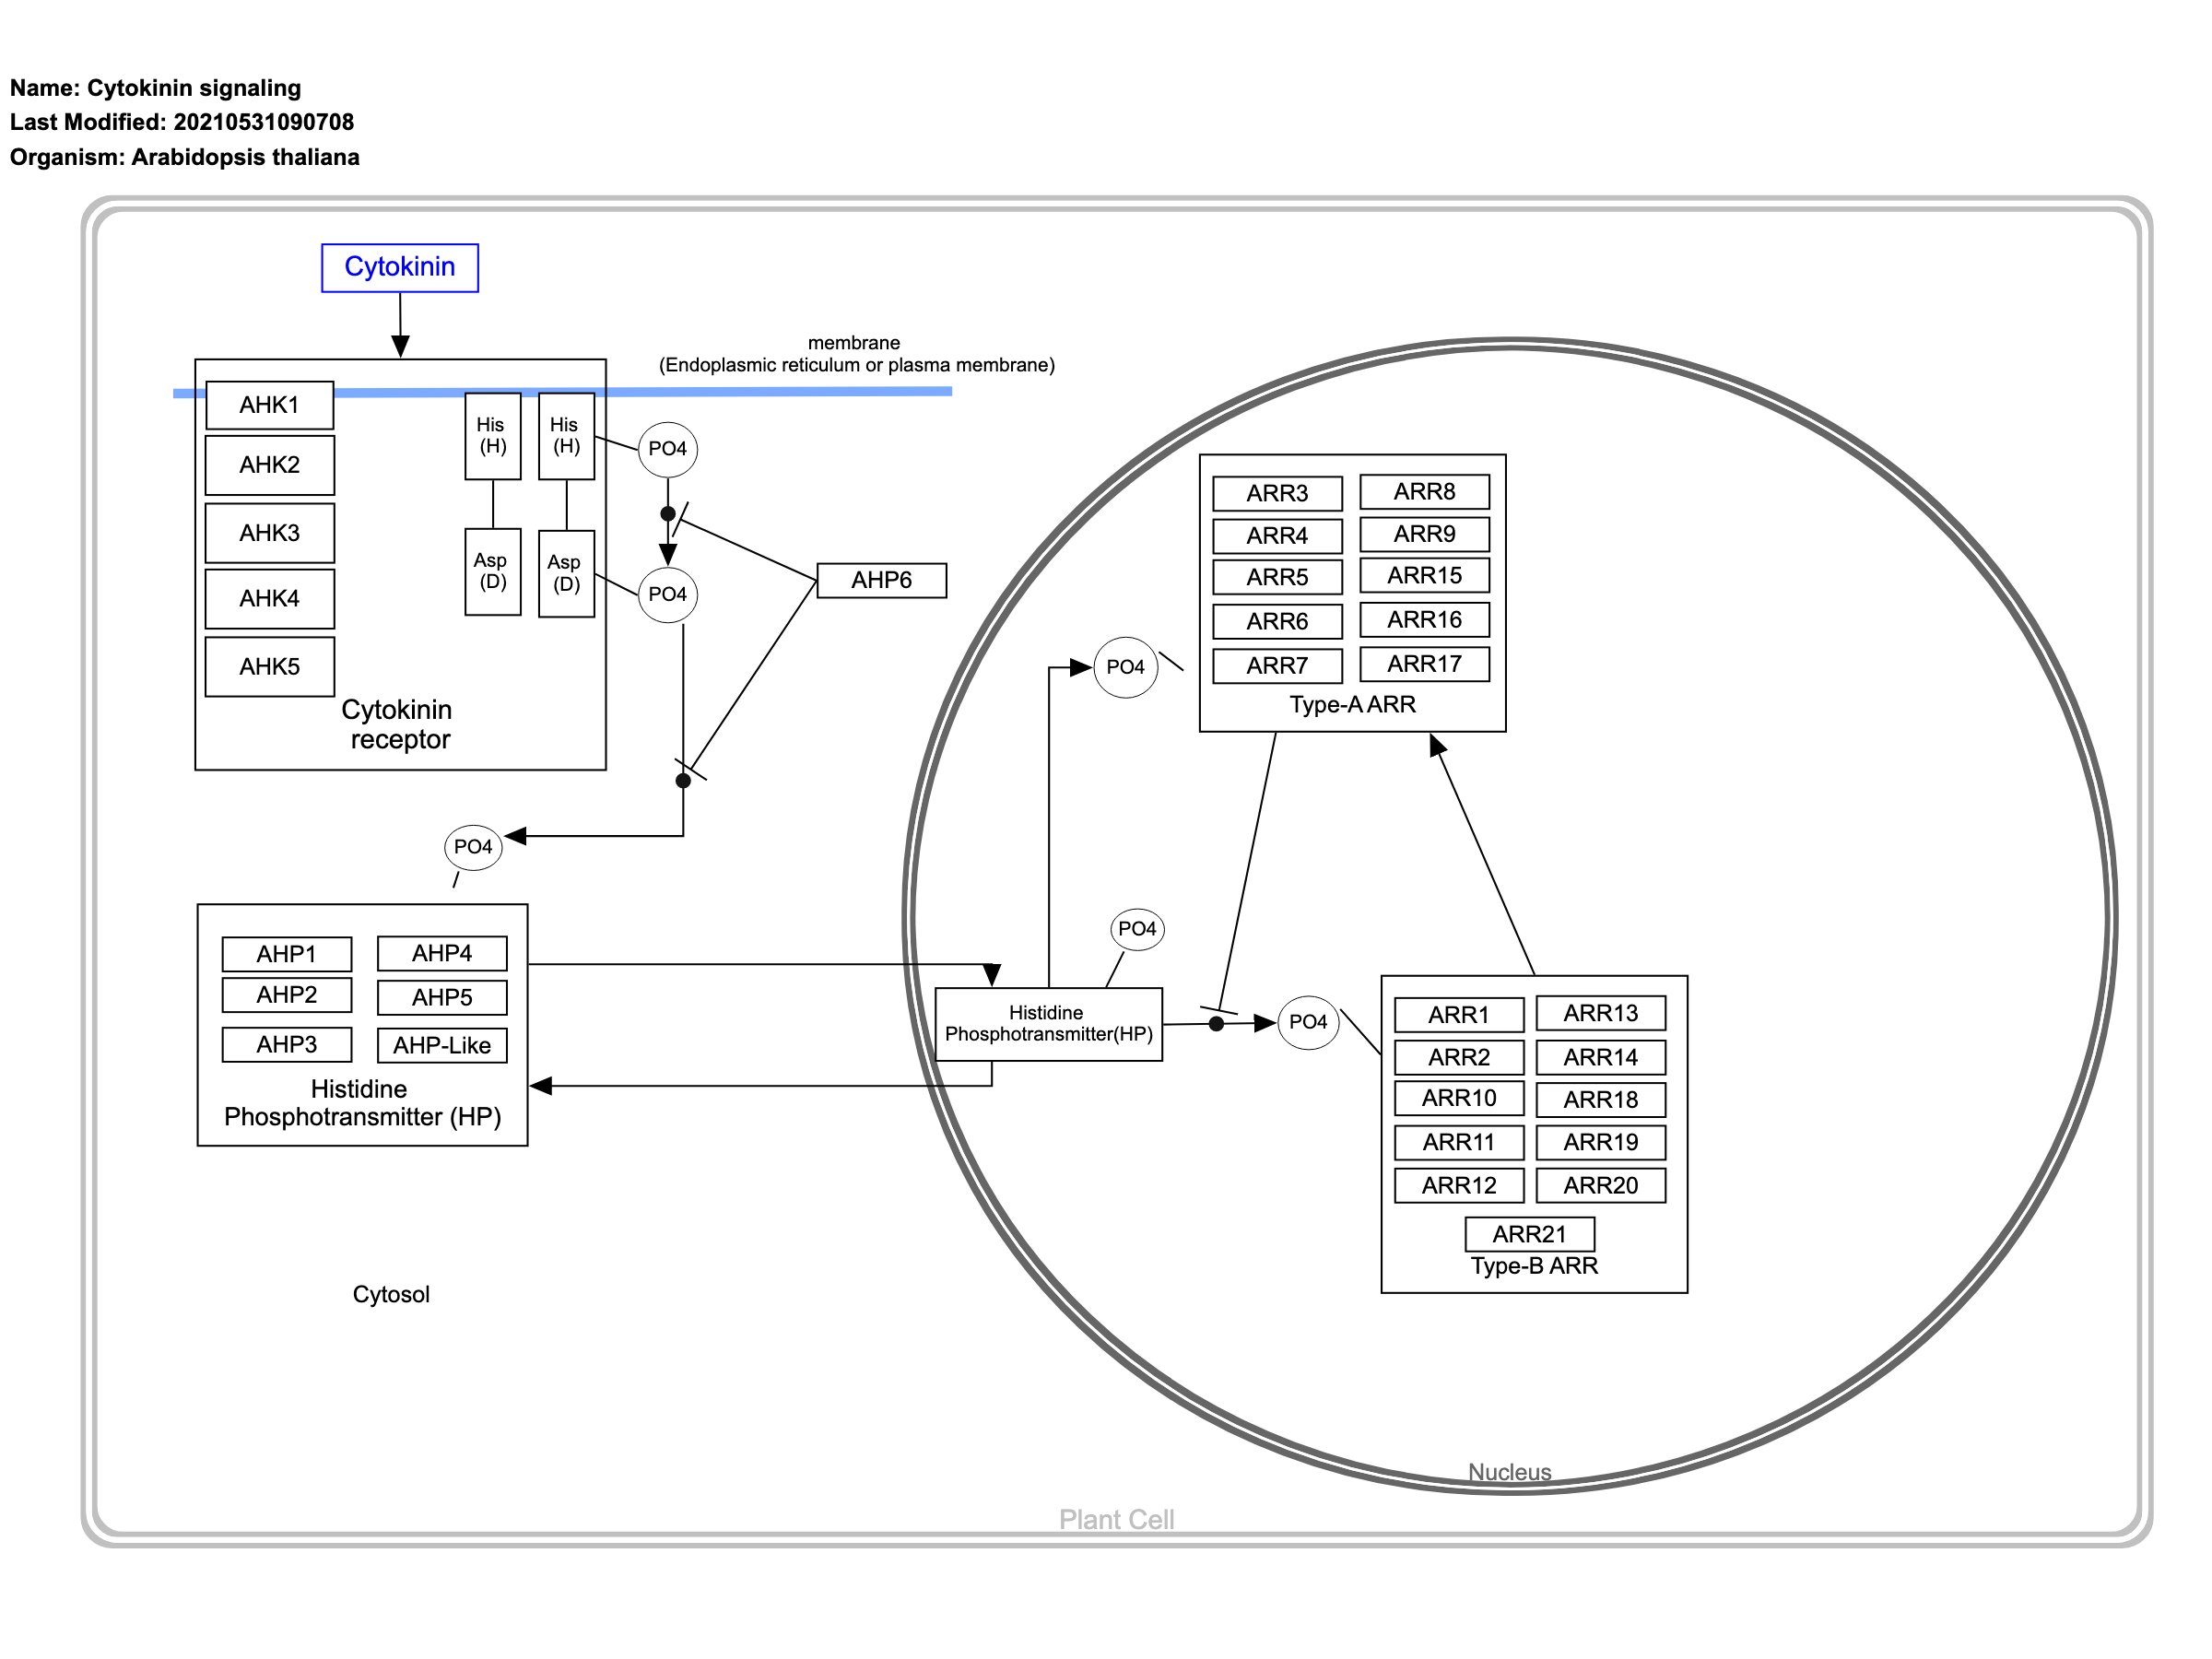 Name: Cytokinin signaling
Last Modified: 20210531090708
Organism: Arabidopsis thaliana
Cytokinin
membrane
(Endoplasmic reticulum or plasma membrane)
AHK1
AHK2
AHK3
AHK4
AHK5
His
(H)
His
(H)
Asp
(D)
Asp
(D)
PO4
PO4
AHP6
Cytokinin
receptor
PO4
AHP1
AHP4
AHP2
AHP5
AHP3
AHP-Like
Histidine
Phosphotransmitter (HP)
Cytosol
ARR3
ARR8
ARR4
ARR9
ARR5
ARR15
ARR6
ARR16
ARR7
ARR17
Type-A ARR
PO4
PO4
Histidine
Phosphotransmitter(HP)
PO4
ARR1
ARR13
ARR2
ARR14
ARR10
ARR18
ARR11
ARR19
ARR12
ARR20
ARR21
Type-B ARR
Nucleus
Plant Cell